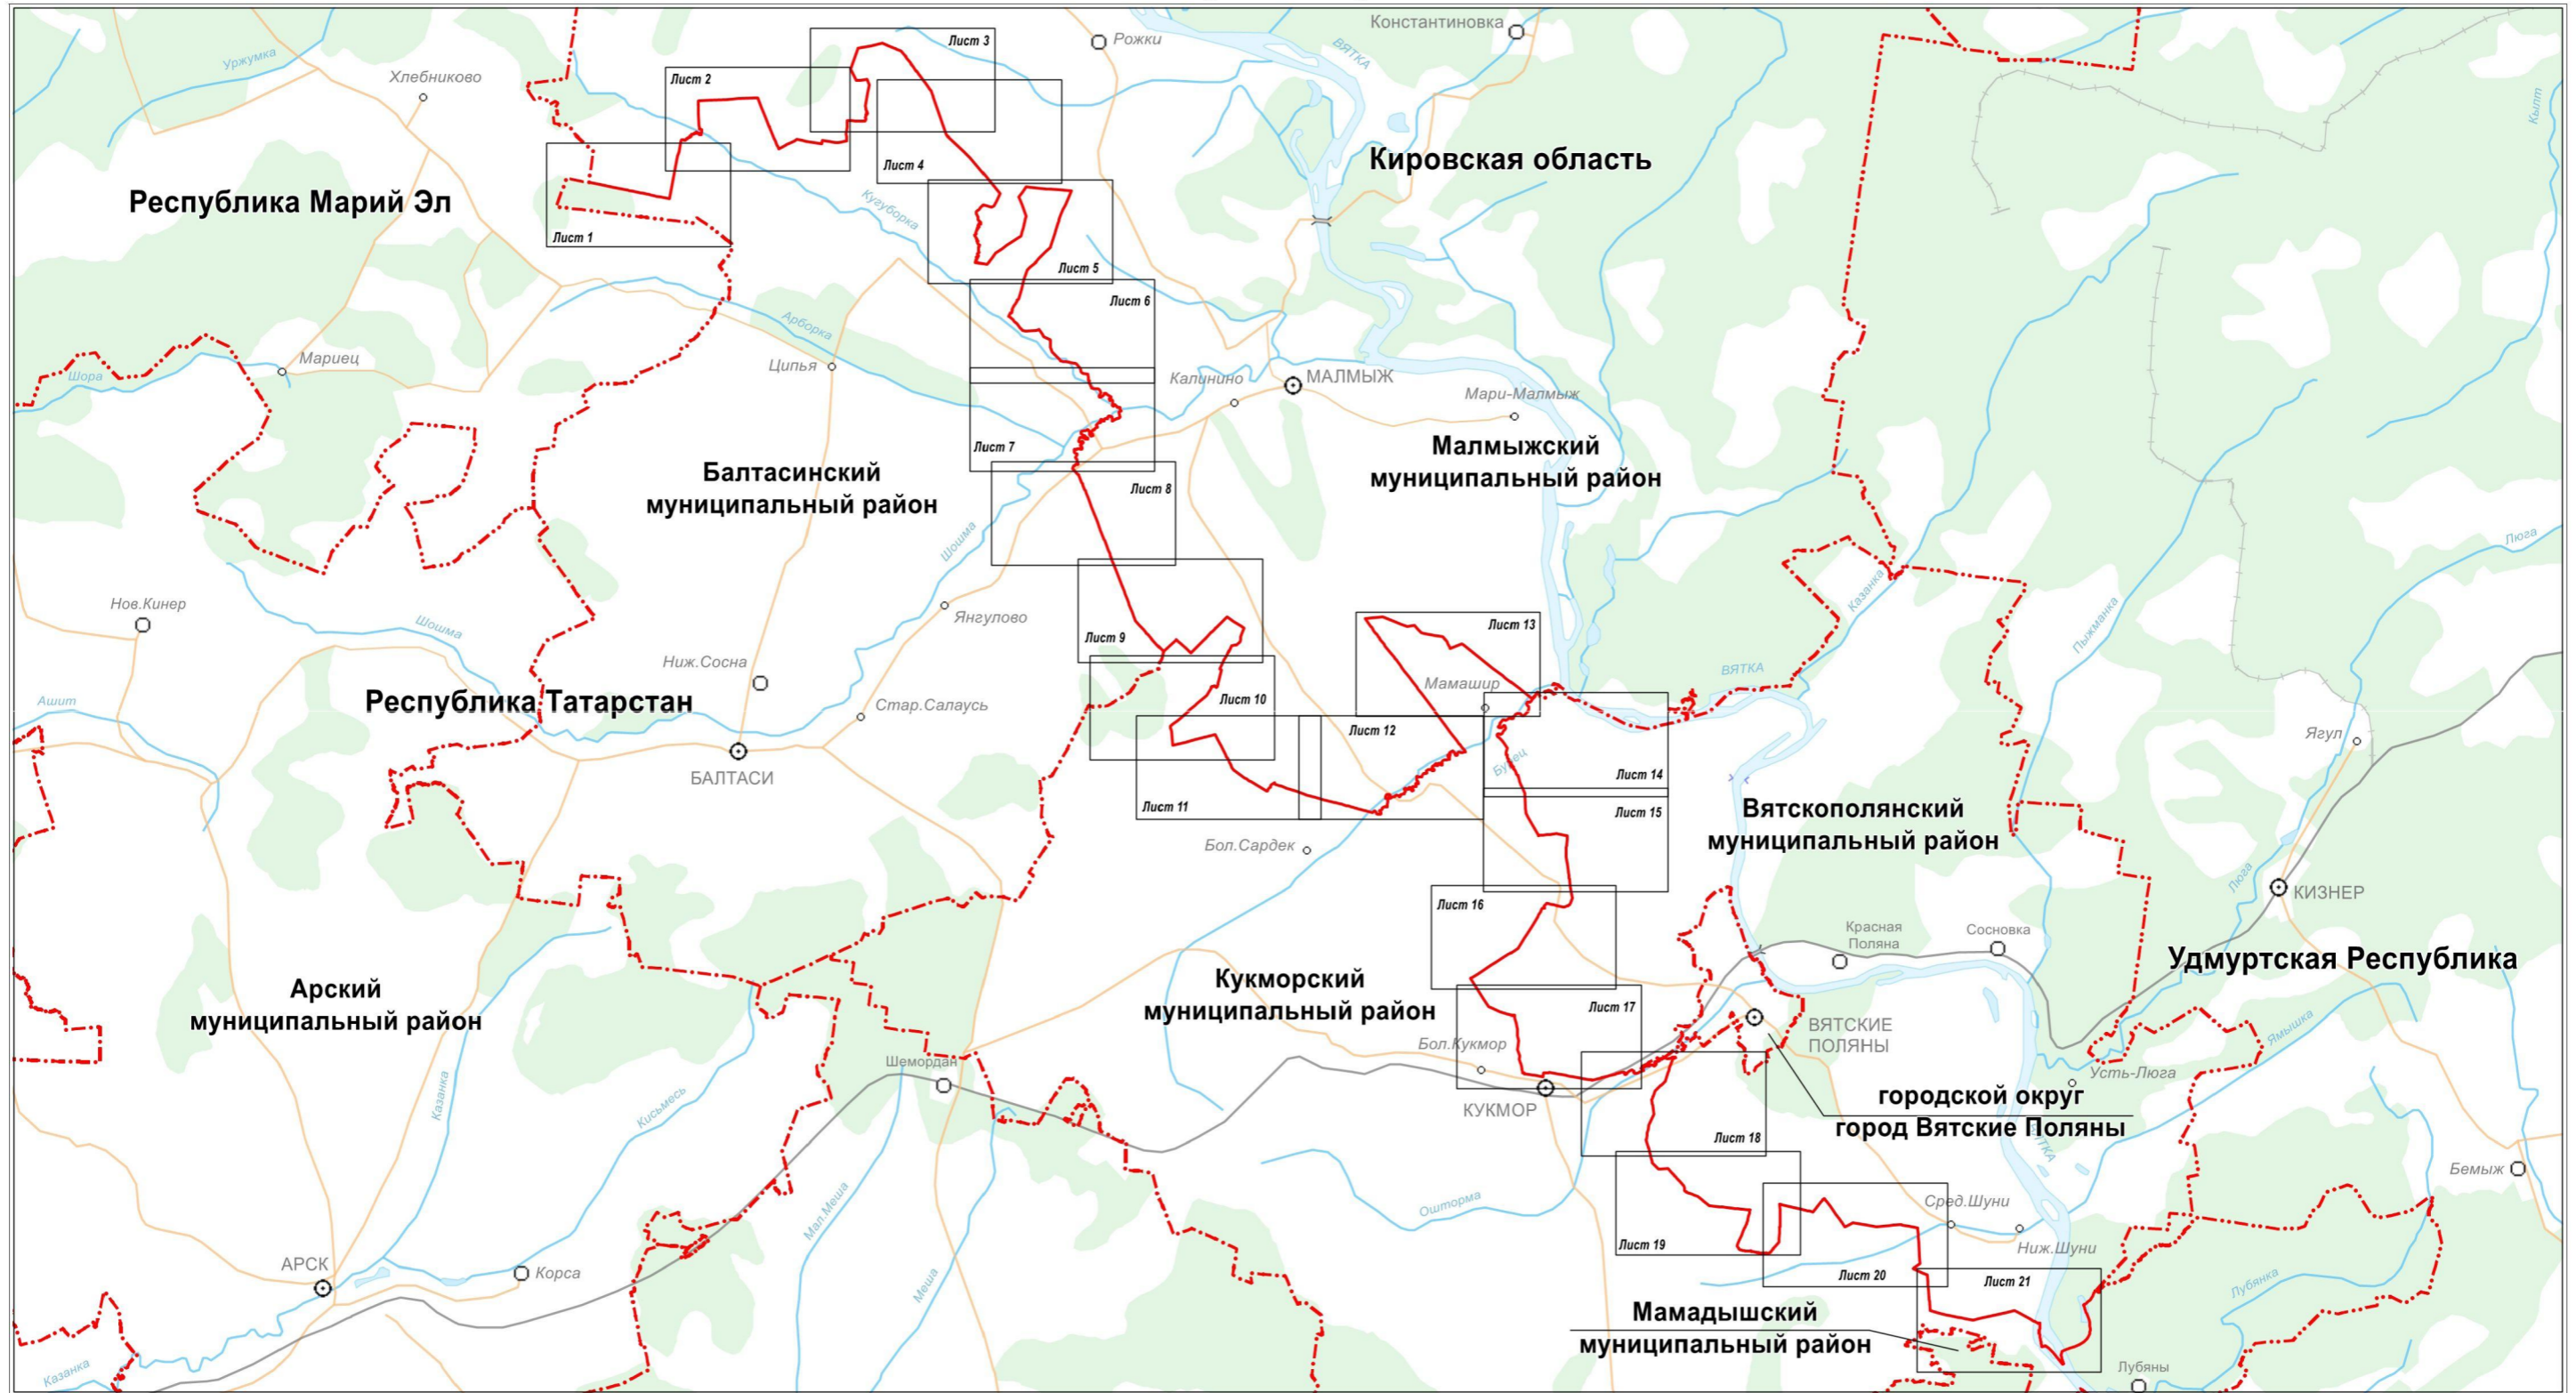 Константиновка
Рожки
Лист 3
ВЯТКА
Уржумка
Хлебниково
Лист 2
Кылт
Лист 4
Кировская область
Республика Марий Эл
Кугуборка
Лист 1
Лист 5
Лист 6
Арборка
Мариец
Шора
Ципья
Калинино
МАЛМЫЖ
Мари-Малмыж
Лист 7
Малмыжский
муниципальный район
Балтасинский
муниципальный район
Лист 8
Шошма
Люга
Казанка
Нов.Кинер
Шошма
Янгулово
Лист 9
Лист 13
Пыжманка
Ниж.Сосна
ВЯТКА
Мамашир
Республика Татарстан
Ашит
Стар.Салаусь
Лист 10
Лист 12
Ягул
Бурец
БАЛТАСИ
Лист 14
Лист 11
Лист 15
Вятскополянский
муниципальный район
Бол.Сардек
Люга
КИЗНЕР
Лист 16
Красная
Поляна
Сосновка
Удмуртская Республика
Арский
муниципальный район
Кукморский
муниципальный район
Лист 17
ВЯТСКИЕ
ПОЛЯНЫ
Ямышка
Бол.Кукмор
Шемордан
Усть-Люга
Казанка
Кисьмесь
КУКМОР
городской округ
город Вятские Поляны
Лист 18
ВЯТКА
Бемыж
Мал.Меша
Ошторма
Сред.Шуни
Лист 19
Ниж.Шуни
АРСК
Корса
Меша
Лист 20
Лист 21
Лубянка
Мамадышский
муниципальный район
Казанка
Лубяны